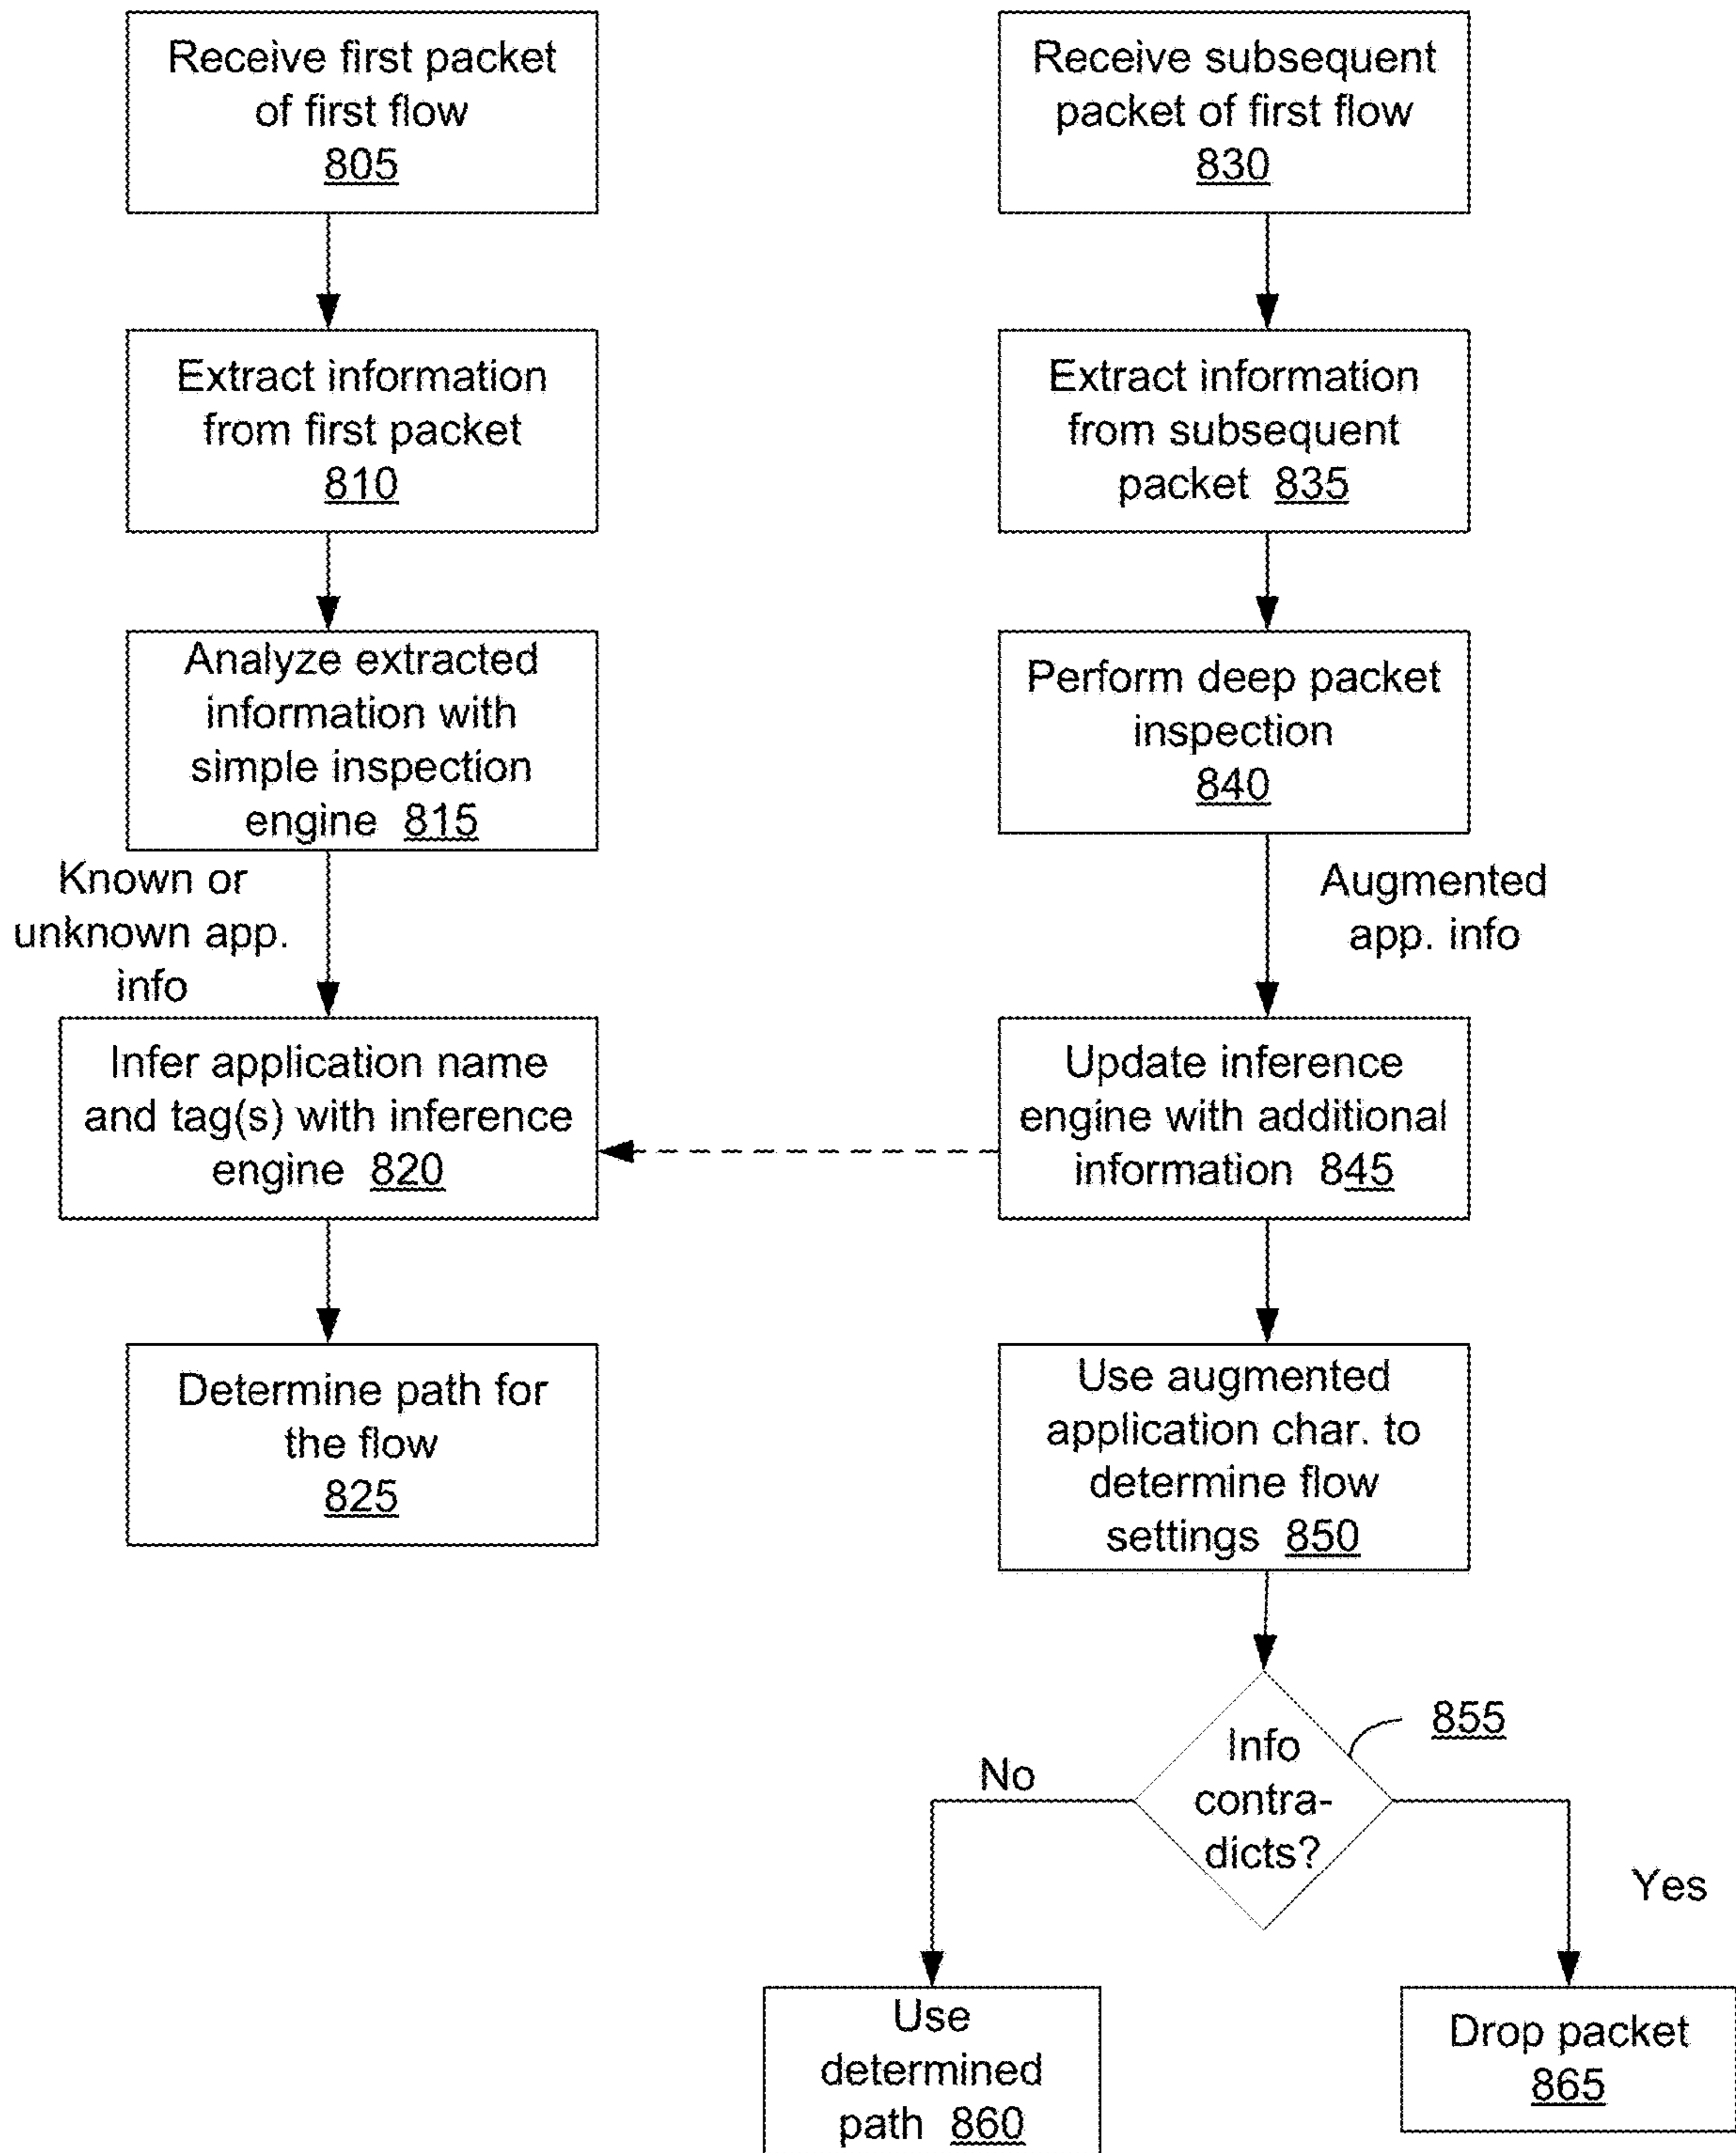 Receive first packet
of first flow
805
Extract information
from first packet
810
Analyze extracted
information with
simple inspection
engine 815
Known or
unknown app.
info
Infer application name
and tag(s) with inference
engine 820
Determine path for
the flow
825
Receive subsequent
packet of first flow
830
Extract information
from subsequent
packet 835
Perform deep packet
inspection
840
Augmented
app. info
Update inference
engine with additional
information 845
Use augmented
application char. to
determine flow
settings 850
855
Info
contra-
dicts?
No
Yes
Use
determined
path 860
Drop packet
865